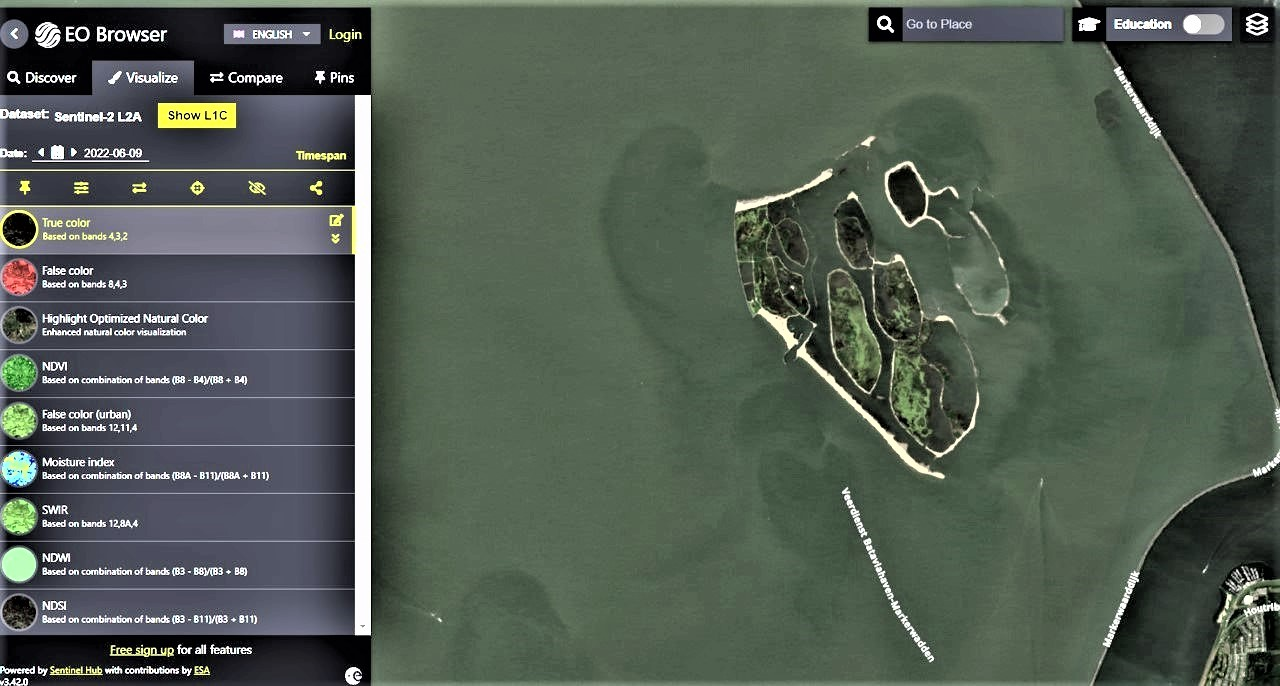 EO Browser
ENGLISH
Login
Discover
Visualize
Compare
Pins
Dataset: Sentinel-2 L2A
Show L1C
Date: 2022-06-09
Timespan
True color
Based on bands 4,3,2
False color
Based on bands 8,4,3
Highlight Optimized Natural Color
Enhanced natural color visualization
NDVI
Based on combination of bands (B8 - B4)/(B8 + B4)
False color (urban)
Based on bands 12,11,4
Moisture index
Based on combination of bands (B8A - B11)/(B8A + B11)
SWIR
Based on bands 12,8A,4
NDWI
Based on combination of bands (B3 - B8)/(B3 + B8)
NDSI
Based on combination of bands (B3 - B11)/(B3 + B11)
Free sign up for all features
Powered by Sentinel Hub with contributions by ESA
v3.42.0
Go to Place
Education
Markerwaarddijk
Veerdienst Bataviahaven-Markerwadden
Markerwaarddijk
Houtrib